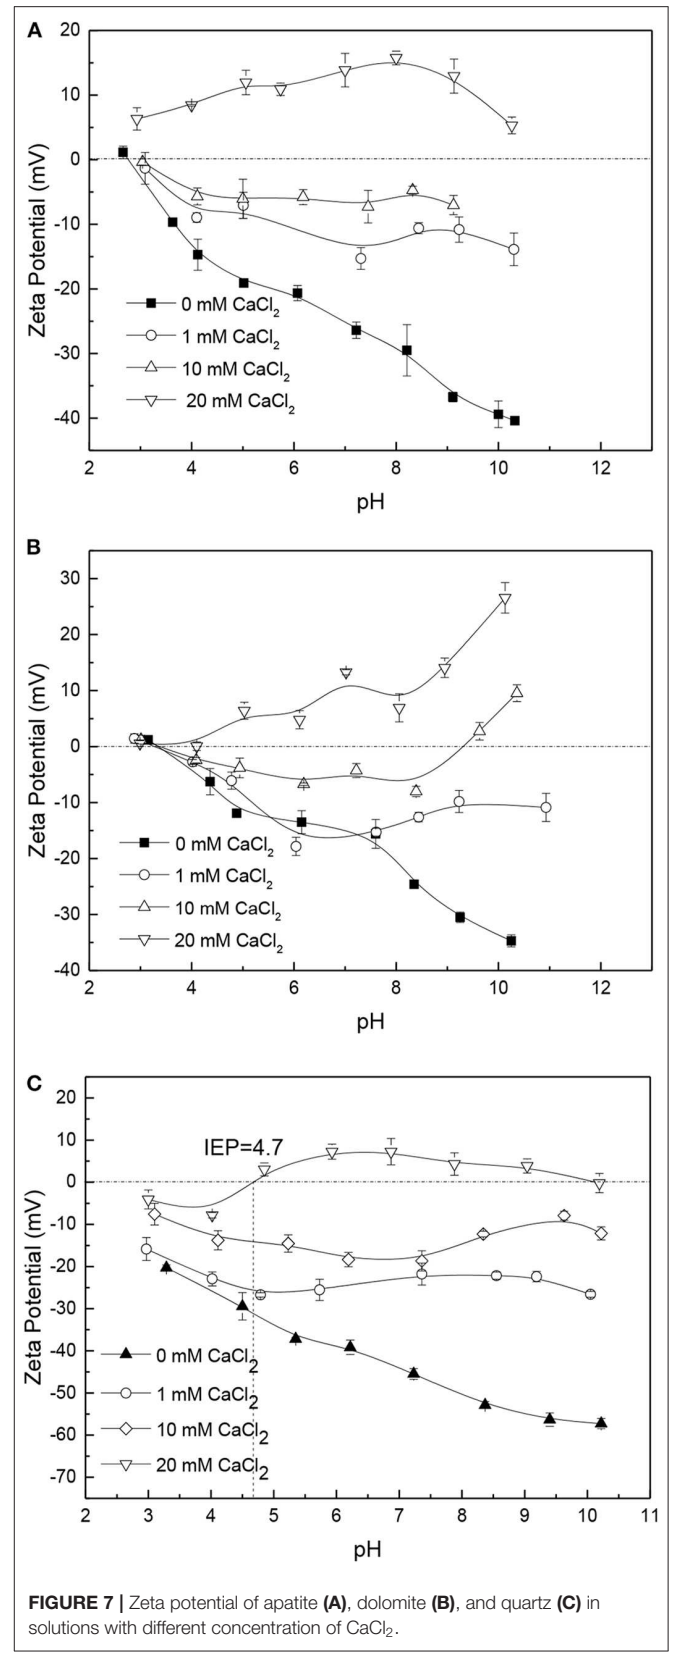 A
20
10
0
-10
-20
-30
-40
Zeta Potential (mV)
0 mM CaCl2
1 mM CaCl2
10 mM CaCl2
20 mM CaCl2
2 4 6 8 10 12
pH
B
30
20
10
0
-10
-20
-30
-40
Zeta Potential (mV)
0 mM CaCl2
1 mM CaCl2
10 mM CaCl2
20 mM CaCl2
2 4 6 8 10 12
pH
C
20
10
0
-10
-20
-30
-40
-50
-60
-70
Zeta Potential (mV)
IEP=4.7
0 mM CaCl2
1 mM CaCl2
10 mM CaCl2
20 mM CaCl2
2 3 4 5 6 7 8 9 10 11
pH
FIGURE 7 | Zeta potential of apatite (A), dolomite (B), and quartz (C) in
solutions with different concentration of CaCl2.